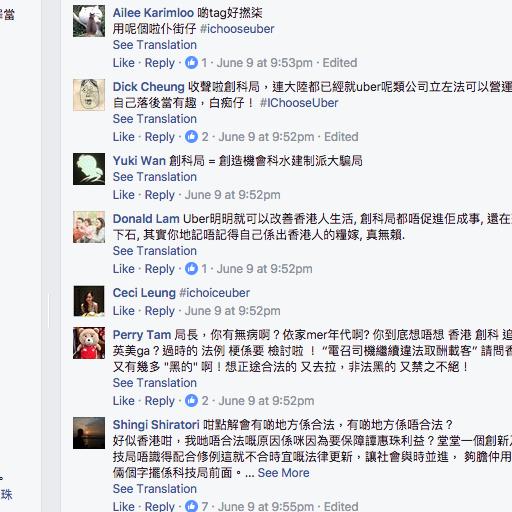 當
Ailee Karimloo 啲tag好撚柒
用呢個啦仆街仔 #ichooseuber
See Translation
Like · Reply · 1 · June 9 at 9:53pm · Edited
Dick Cheung 收聲啦創科局，連大陸都已經就uber呢類公司立左法可以營運
自己落後當有趣，白痴仔！ #IChooseUber
See Translation
Like · Reply · 2 · June 9 at 9:52pm · Edited
Yuki Wan 創科局 = 創造機會科水建制派大騙局
See Translation
Like · Reply · June 9 at 9:52pm
Donald Lam Uber明明就可以改善香港人生活, 創科局都唔促進佢成事, 還在
下石, 其實你地記唔記得自己係出香港人的糧嫁, 真無賴.
See Translation
Like · Reply · 1 · June 9 at 9:52pm
Ceci Leung #ichoiceuber
Like · Reply · June 9 at 9:52pm
Perry Tam 局長，你有無病啊？依家mer年代啊? 你到底想唔想 香港 創科 追
英美ga？過時的 法例 梗係要 檢討啦 ！ “電召司機繼續違法取酬載客” 請問香
又有幾多 "黑的" 啊！想正途合法的 又去拉，非法黑的 又禁之不絕！
See Translation
Like · Reply · 2 · June 9 at 9:52pm
Shingi Shiratori 咁點解會有啲地方係合法，有啲地方係唔合法？
好似香港咁，我哋唔合法嘅原因係咪因為要保障譚惠珠利益？堂堂一個創新
技局唔識得配合修例這就不合時宜嘅法律更新，讓社會與時並進， 夠膽仲用
倆個字擺係科技局前面。... See More
See Translation
Like · Reply · 7 · June 9 at 9:55pm · Edited
。
珠